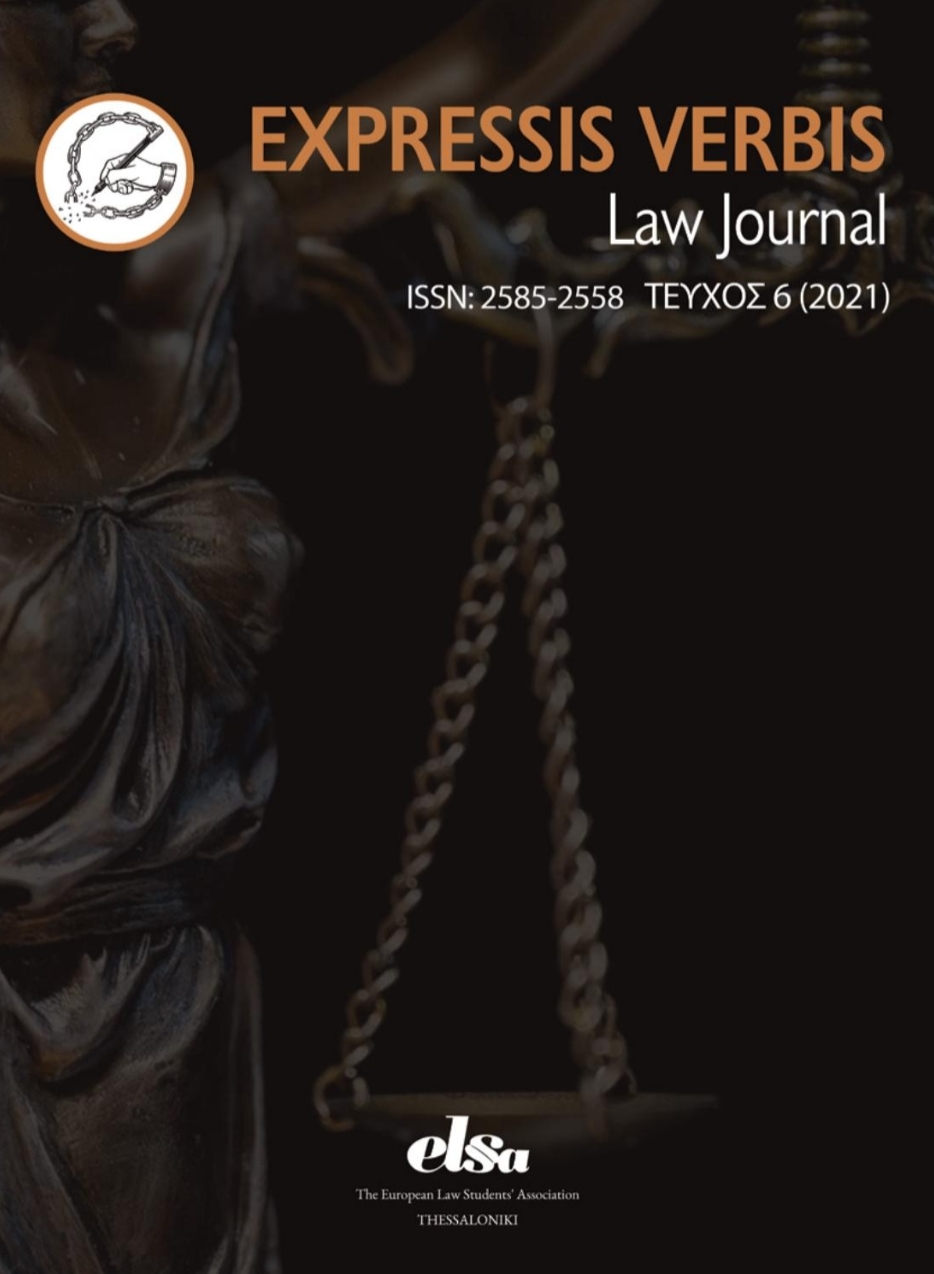 EXPRESSIS VERBIS
Law Journal
ISSN: 2585-2558 ΤΕΥΧΟΣ 6 (2021)
elsa
The European Law Students' Association
THESSALONIKI